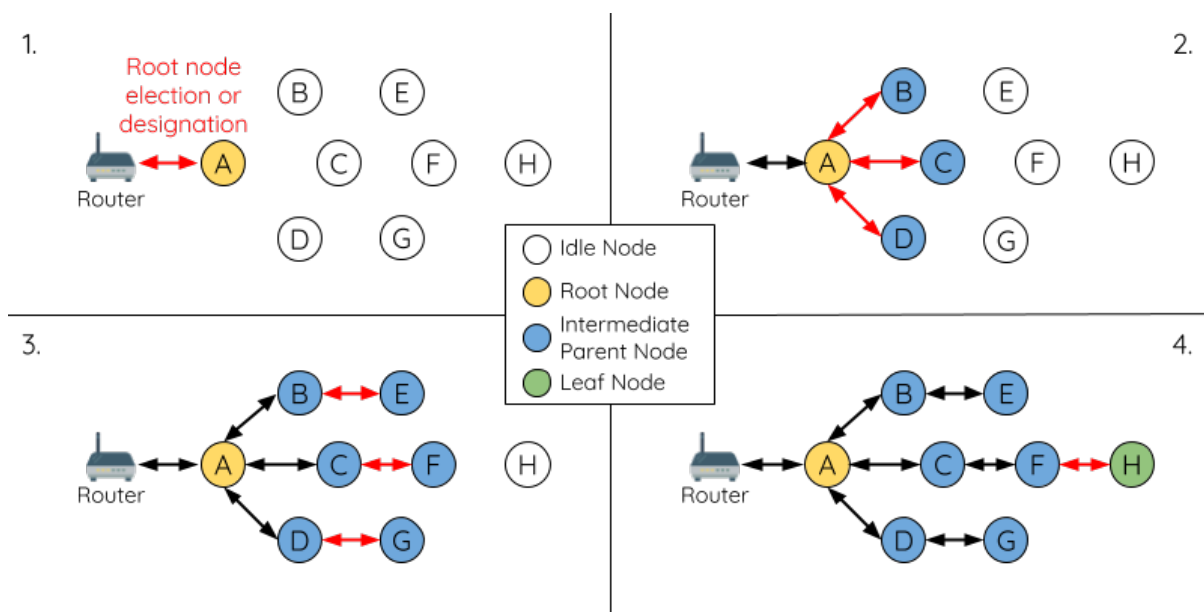 1.
Root node
election or
designation
B
E
A
C
F
H
Router
D
G
2.
B
E
A
C
F
H
Router
D
G
Idle Node
Root Node
Intermediate
Parent Node
Leaf Node
3.
B
E
A
C
F
H
Router
D
G
4.
B
E
A
C
F
H
Router
D
G